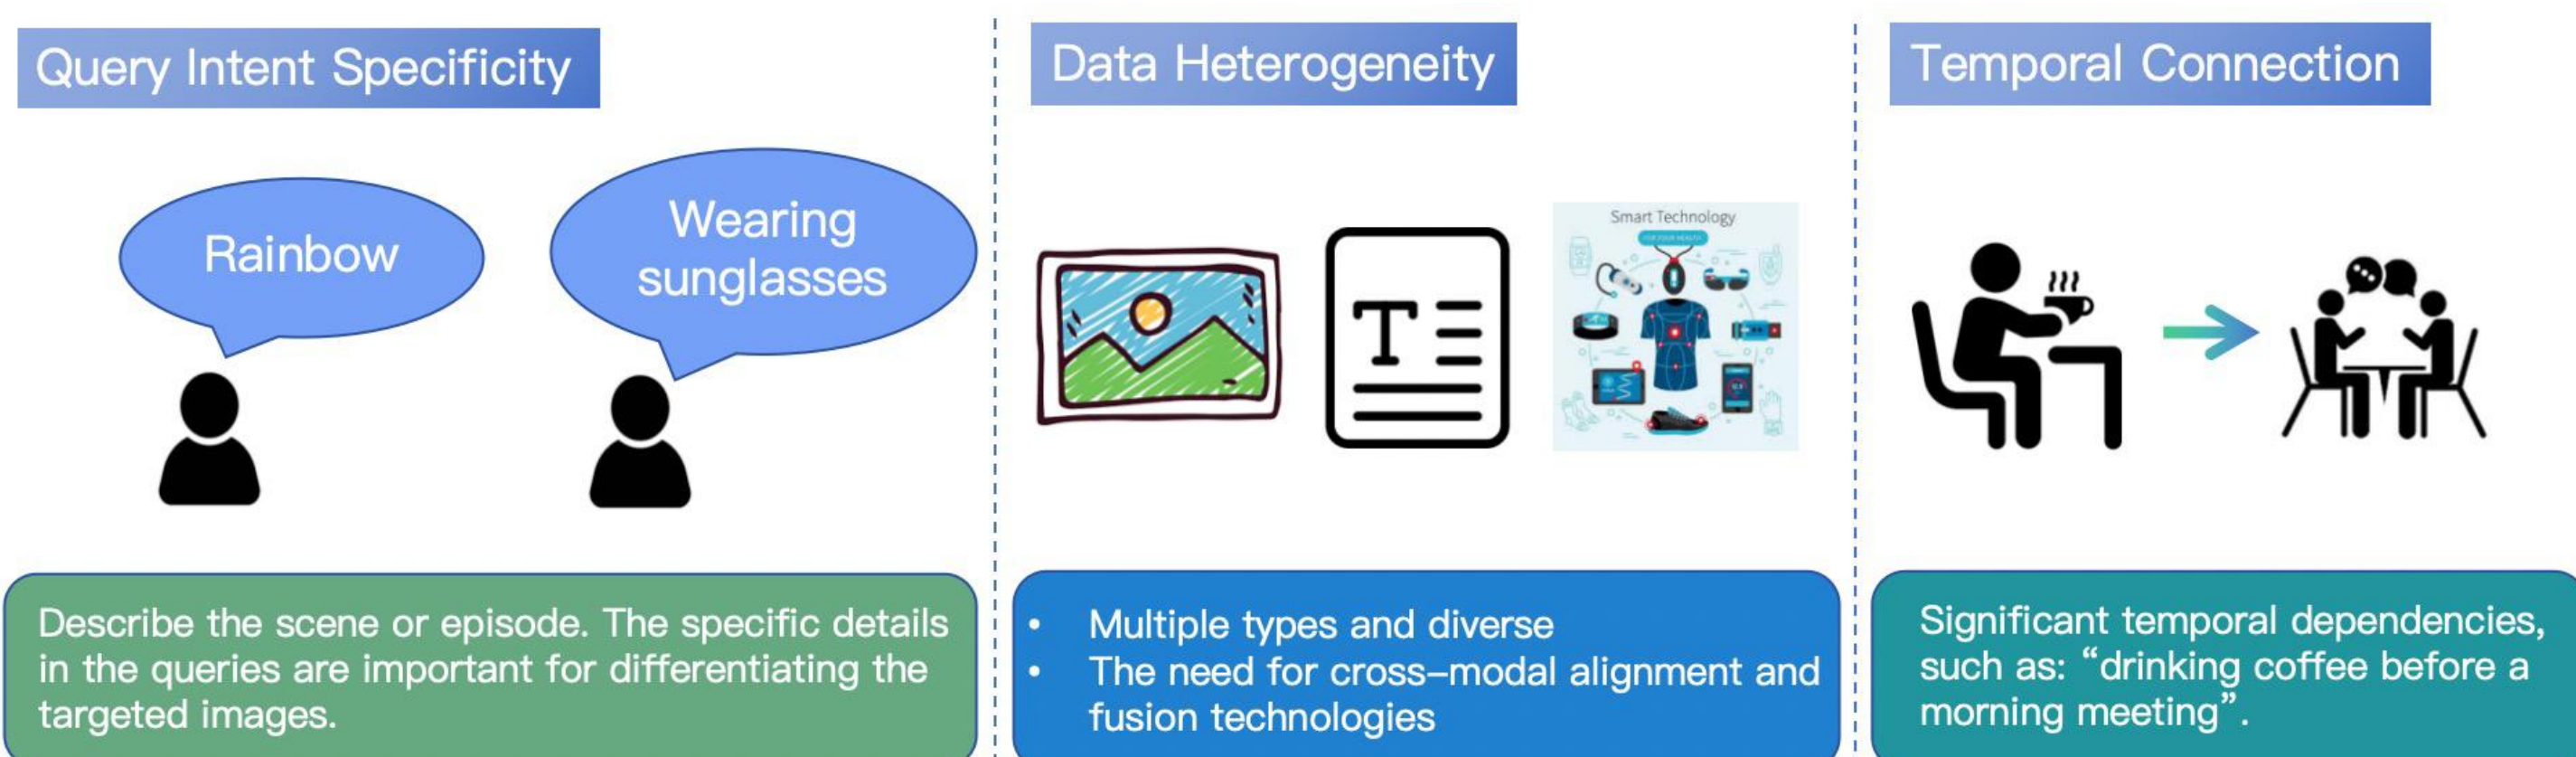 Query Intent Specificity
Rainbow
Wearing
sunglasses
Describe the scene or episode. The specific details
in the queries are important for differentiating the
targeted images.
Data Heterogeneity
Smart Technology
T
• Multiple types and diverse
• The need for cross-modal alignment and
fusion technologies
Temporal Connection
Significant temporal dependencies,
such as: “drinking coffee before a
morning meeting”.